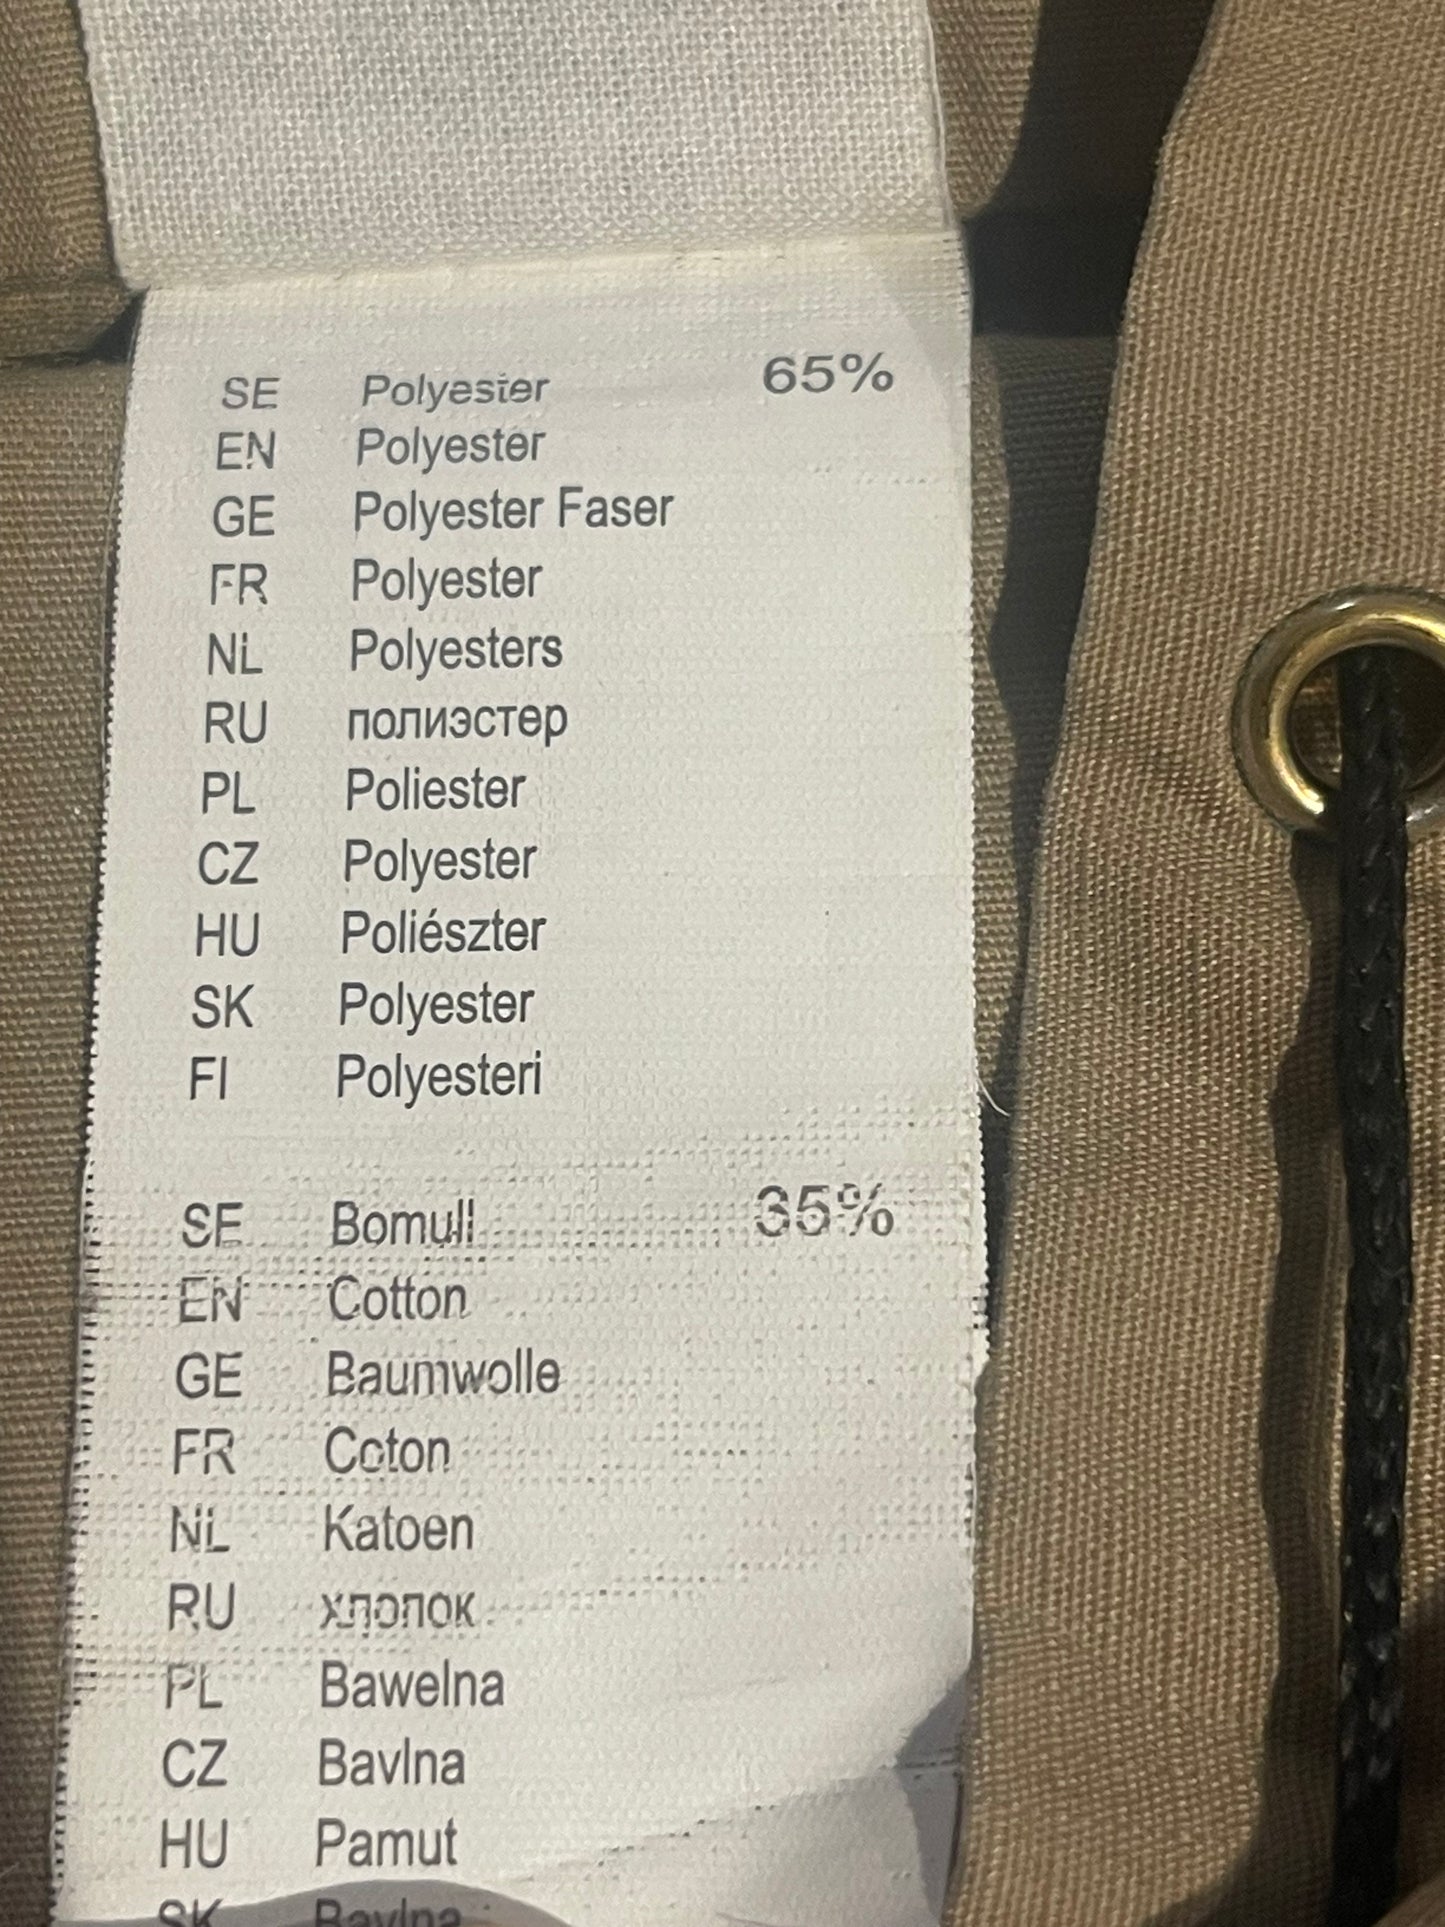 SE Polyester 65%
EN Polyester
GE Polyester Faser
FR Polyester
NL Polyesters
RU полиэстер
PL Poliester
CZ Polyester
HU Poliészter
SK Polyester
FI Polyesteri
SE Bomull 35%
EN Cotton
GE Baumwolle
FR Coton
NL Katoen
RU хлопок
PL Bawelna
CZ Bavlna
HU Pamut
SK Bavlna